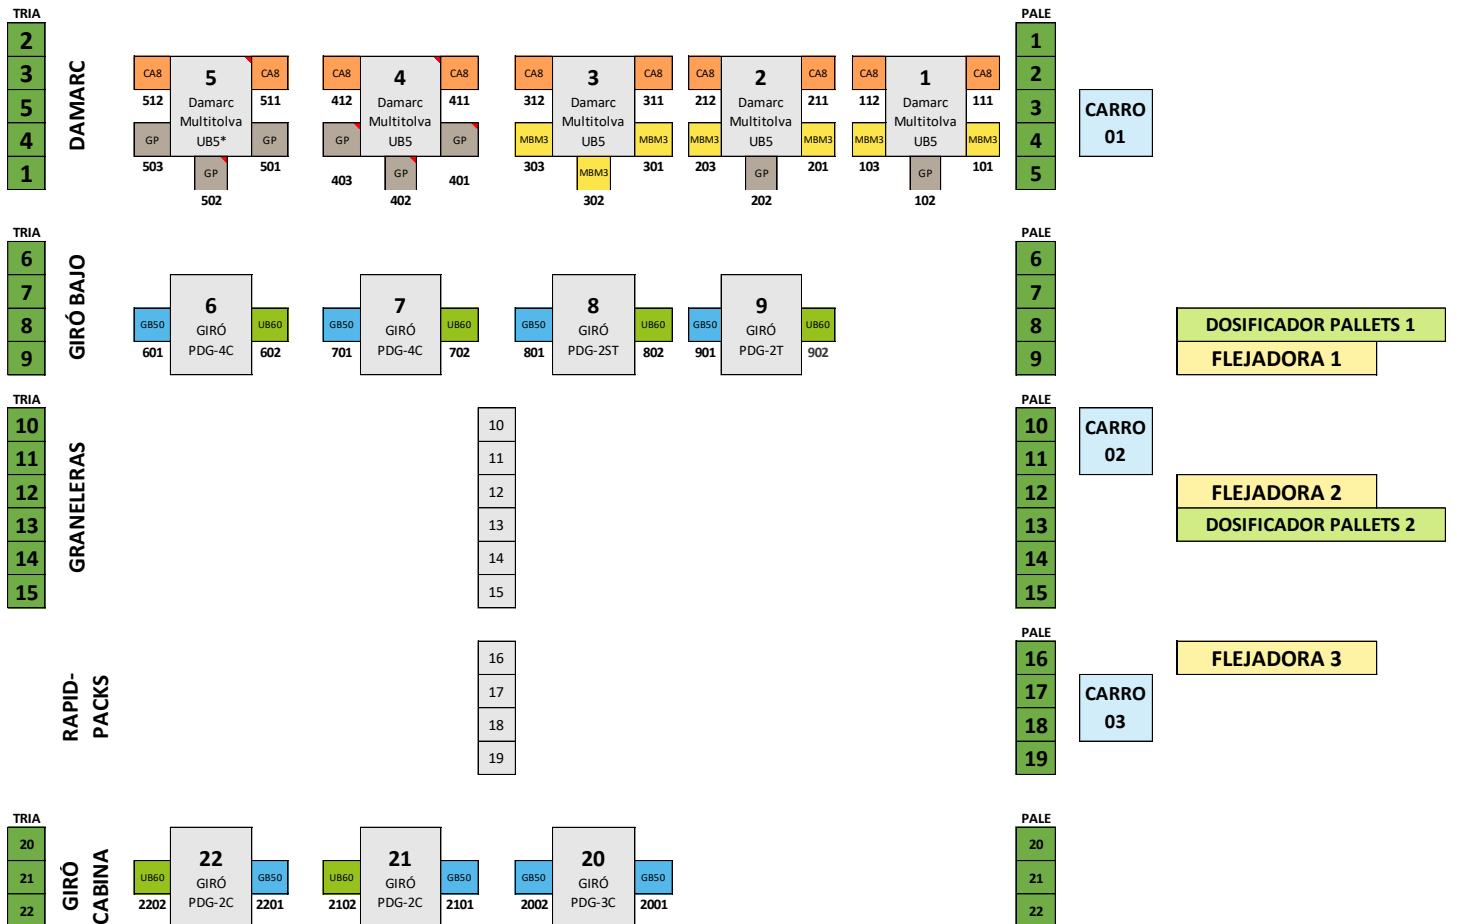 TRIA
2
3
5
4
1
DAMARC
CA8
5
CA8
512
Damarc
511
Multitolva
GP
UB5*
GP
503
GP
501
502
CA8
4
CA8
412
Damarc
411
Multitolva
GP
UB5
GP
403
GP
401
402
CA8
3
CA8
312
Damarc
311
Multitolva
MBM3
UB5
MBM3
303
MBM3
301
302
CA8
2
CA8
212
Damarc
211
Multitolva
MBM3
UB5
MBM3
203
GP
201
202
CA8
1
CA8
112
Damarc
111
Multitolva
MBM3
UB5
MBM3
103
GP
101
102
PALE
1
2
3
4
5
CARRO
01
TRIA
6
7
8
9
GIRÓ BAJO
6
GB50
GIRÓ
UB60
601
PDG-4C
602
7
GB50
GIRÓ
UB60
701
PDG-4C
702
8
GB50
GIRÓ
UB60
801
PDG-2ST
802
9
GB50
GIRÓ
UB60
901
PDG-2T
902
PALE
6
7
8
9
DOSIFICADOR PALLETS 1
FLEJADORA 1
TRIA
10
11
12
13
14
15
GRANELERAS
10
11
12
13
14
15
PALE
10
11
12
13
14
15
CARRO
02
FLEJADORA 2
DOSIFICADOR PALLETS 2
RAPID-
PACKS
16
17
18
19
PALE
16
17
18
19
CARRO
03
FLEJADORA 3
TRIA
20
21
22
GIRÓ
CABINA
22
UB60
GIRÓ
GB50
2202
PDG-2C
2201
21
UB60
GIRÓ
GB50
2102
PDG-2C
2101
20
GB50
GIRÓ
GB50
2002
PDG-3C
2001
PALE
20
21
22